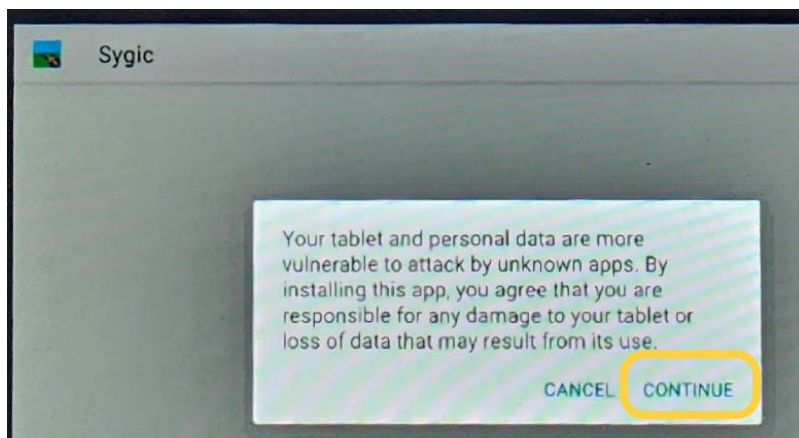 Sygic
Your tablet and personal data are more
vulnerable to attack by unknown apps. By
installing this app, you agree that you are
responsible for any damage to your tablet or
loss of data that may result from its use.
CANCEL CONTINUE